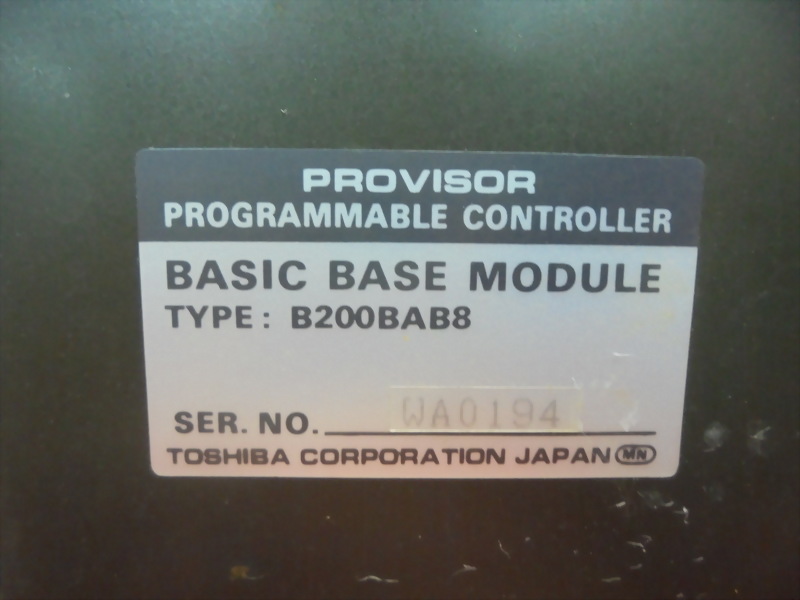 PROVISOR
PROGRAMMABLE CONTROLLER
BASIC BASE MODULE
TYPE: B200BAB8
SER. NO. WA0194
TOSHIBA CORPORATION JAPAN MN